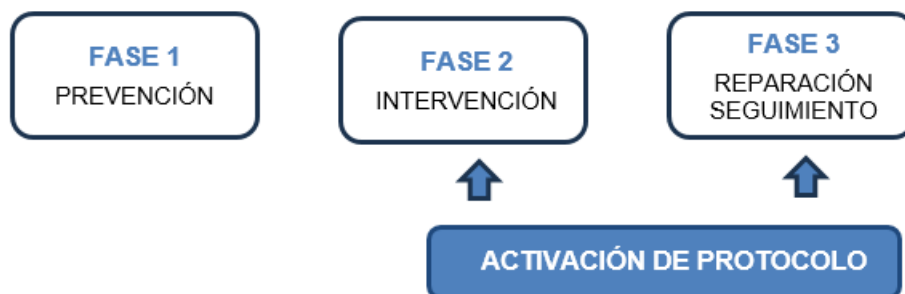 FASE 1
PREVENCIÓN
FASE 2
INTERVENCIÓN
FASE 3
REPARACIÓN
SEGUIMIENTO
ACTIVACIÓN DE PROTOCOLO